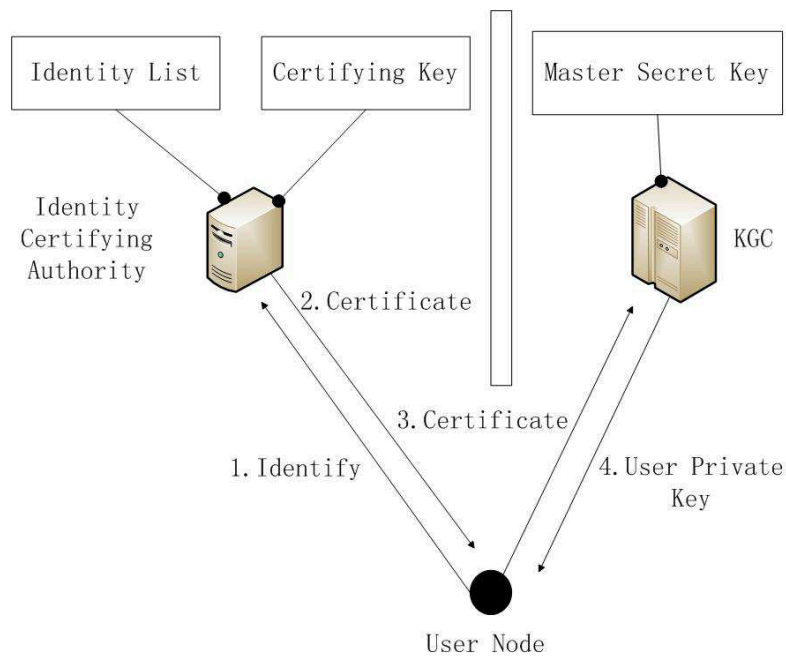 Identity List
Certifying Key
Master Secret Key
Identity
Certifying
Authority
KGC
2.Certificate
3.Certificate
1.Identify
4.User Private
Key
User Node